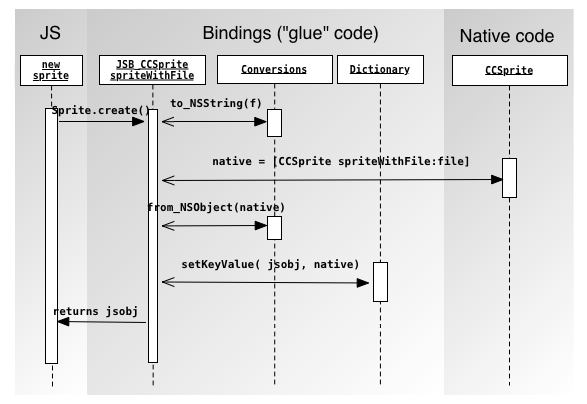 JS
Bindings ("glue" code)
Native code
new
sprite
JSB_CCSprite
spriteWithFile
Conversions
Dictionary
CCSprite
Sprite.create()
to_NSString(f)
native = [CCSprite spriteWithFile:file]
from_NSObject(native)
setKeyValue( jsobj, native)
returns jsobj